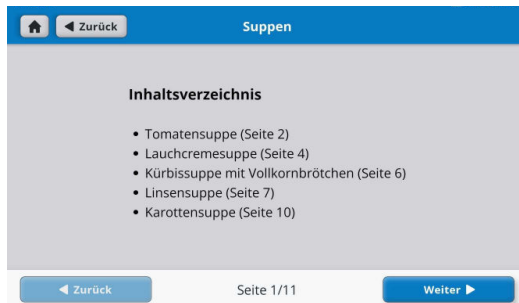 Zurück Suppen
Inhaltsverzeichnis
• Tomatensuppe (Seite 2)
• Lauchcremesuppe (Seite 4)
• Kürbissuppe mit Vollkornbrötchen (Seite 6)
• Linsensuppe (Seite 7)
• Karottensuppe (Seite 10)
Zurück Seite 1/11 Weiter